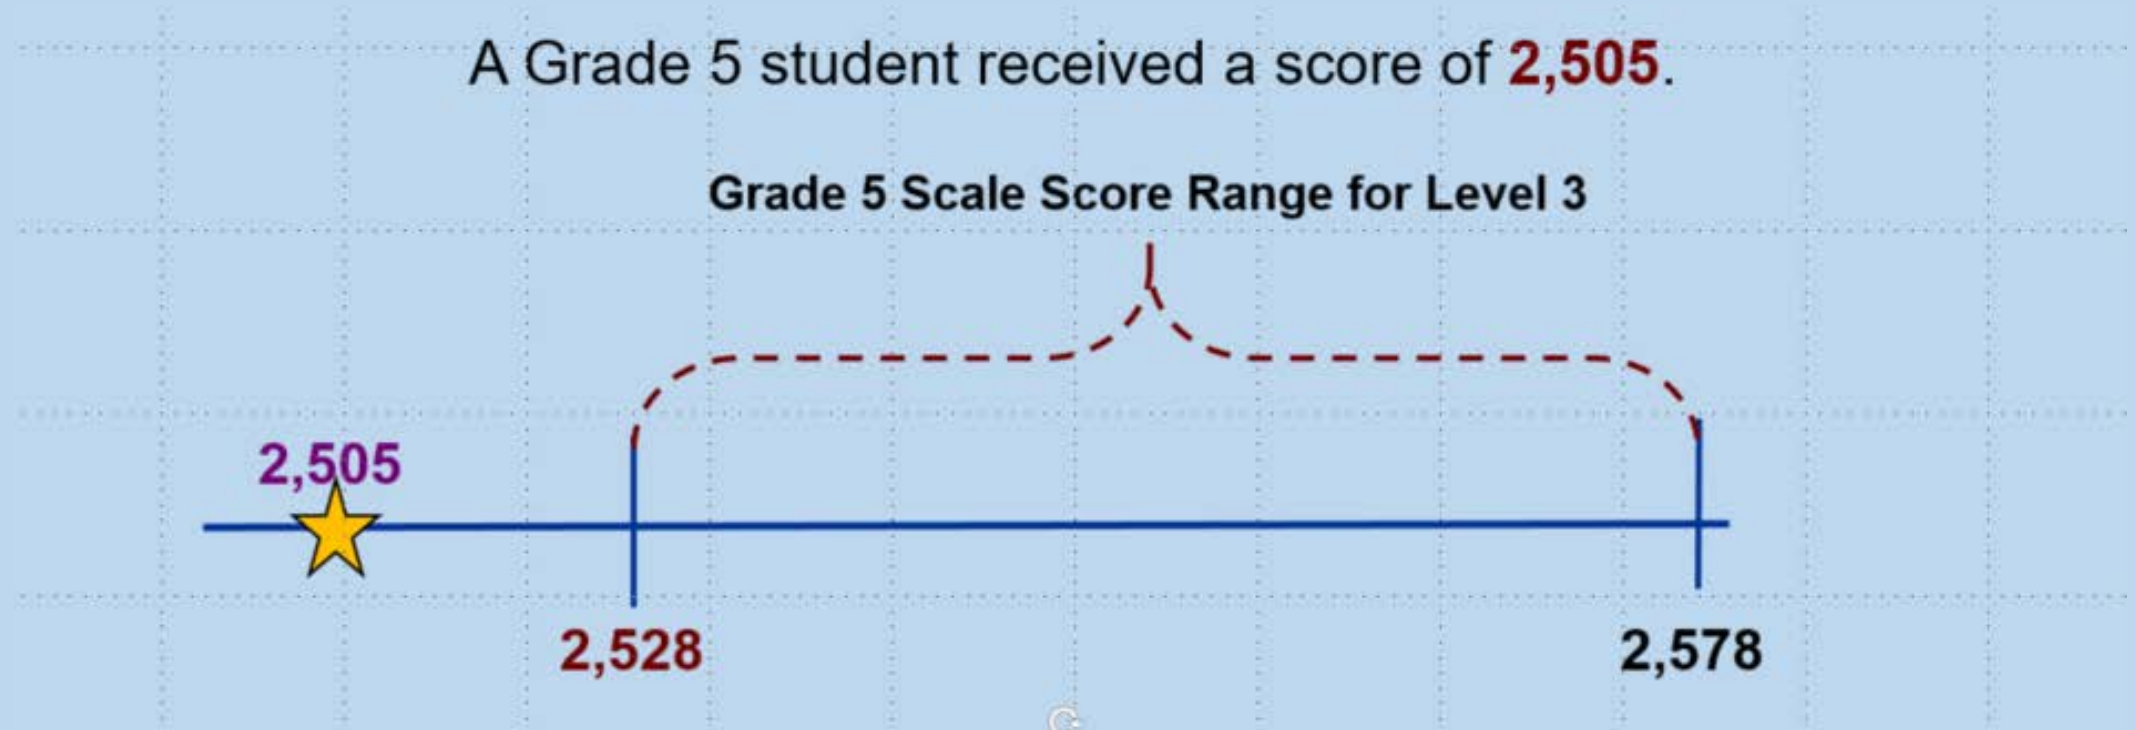 A Grade 5 student received a score of 2,505.
Grade 5 Scale Score Range for Level 3
2,505
2,528
2,578